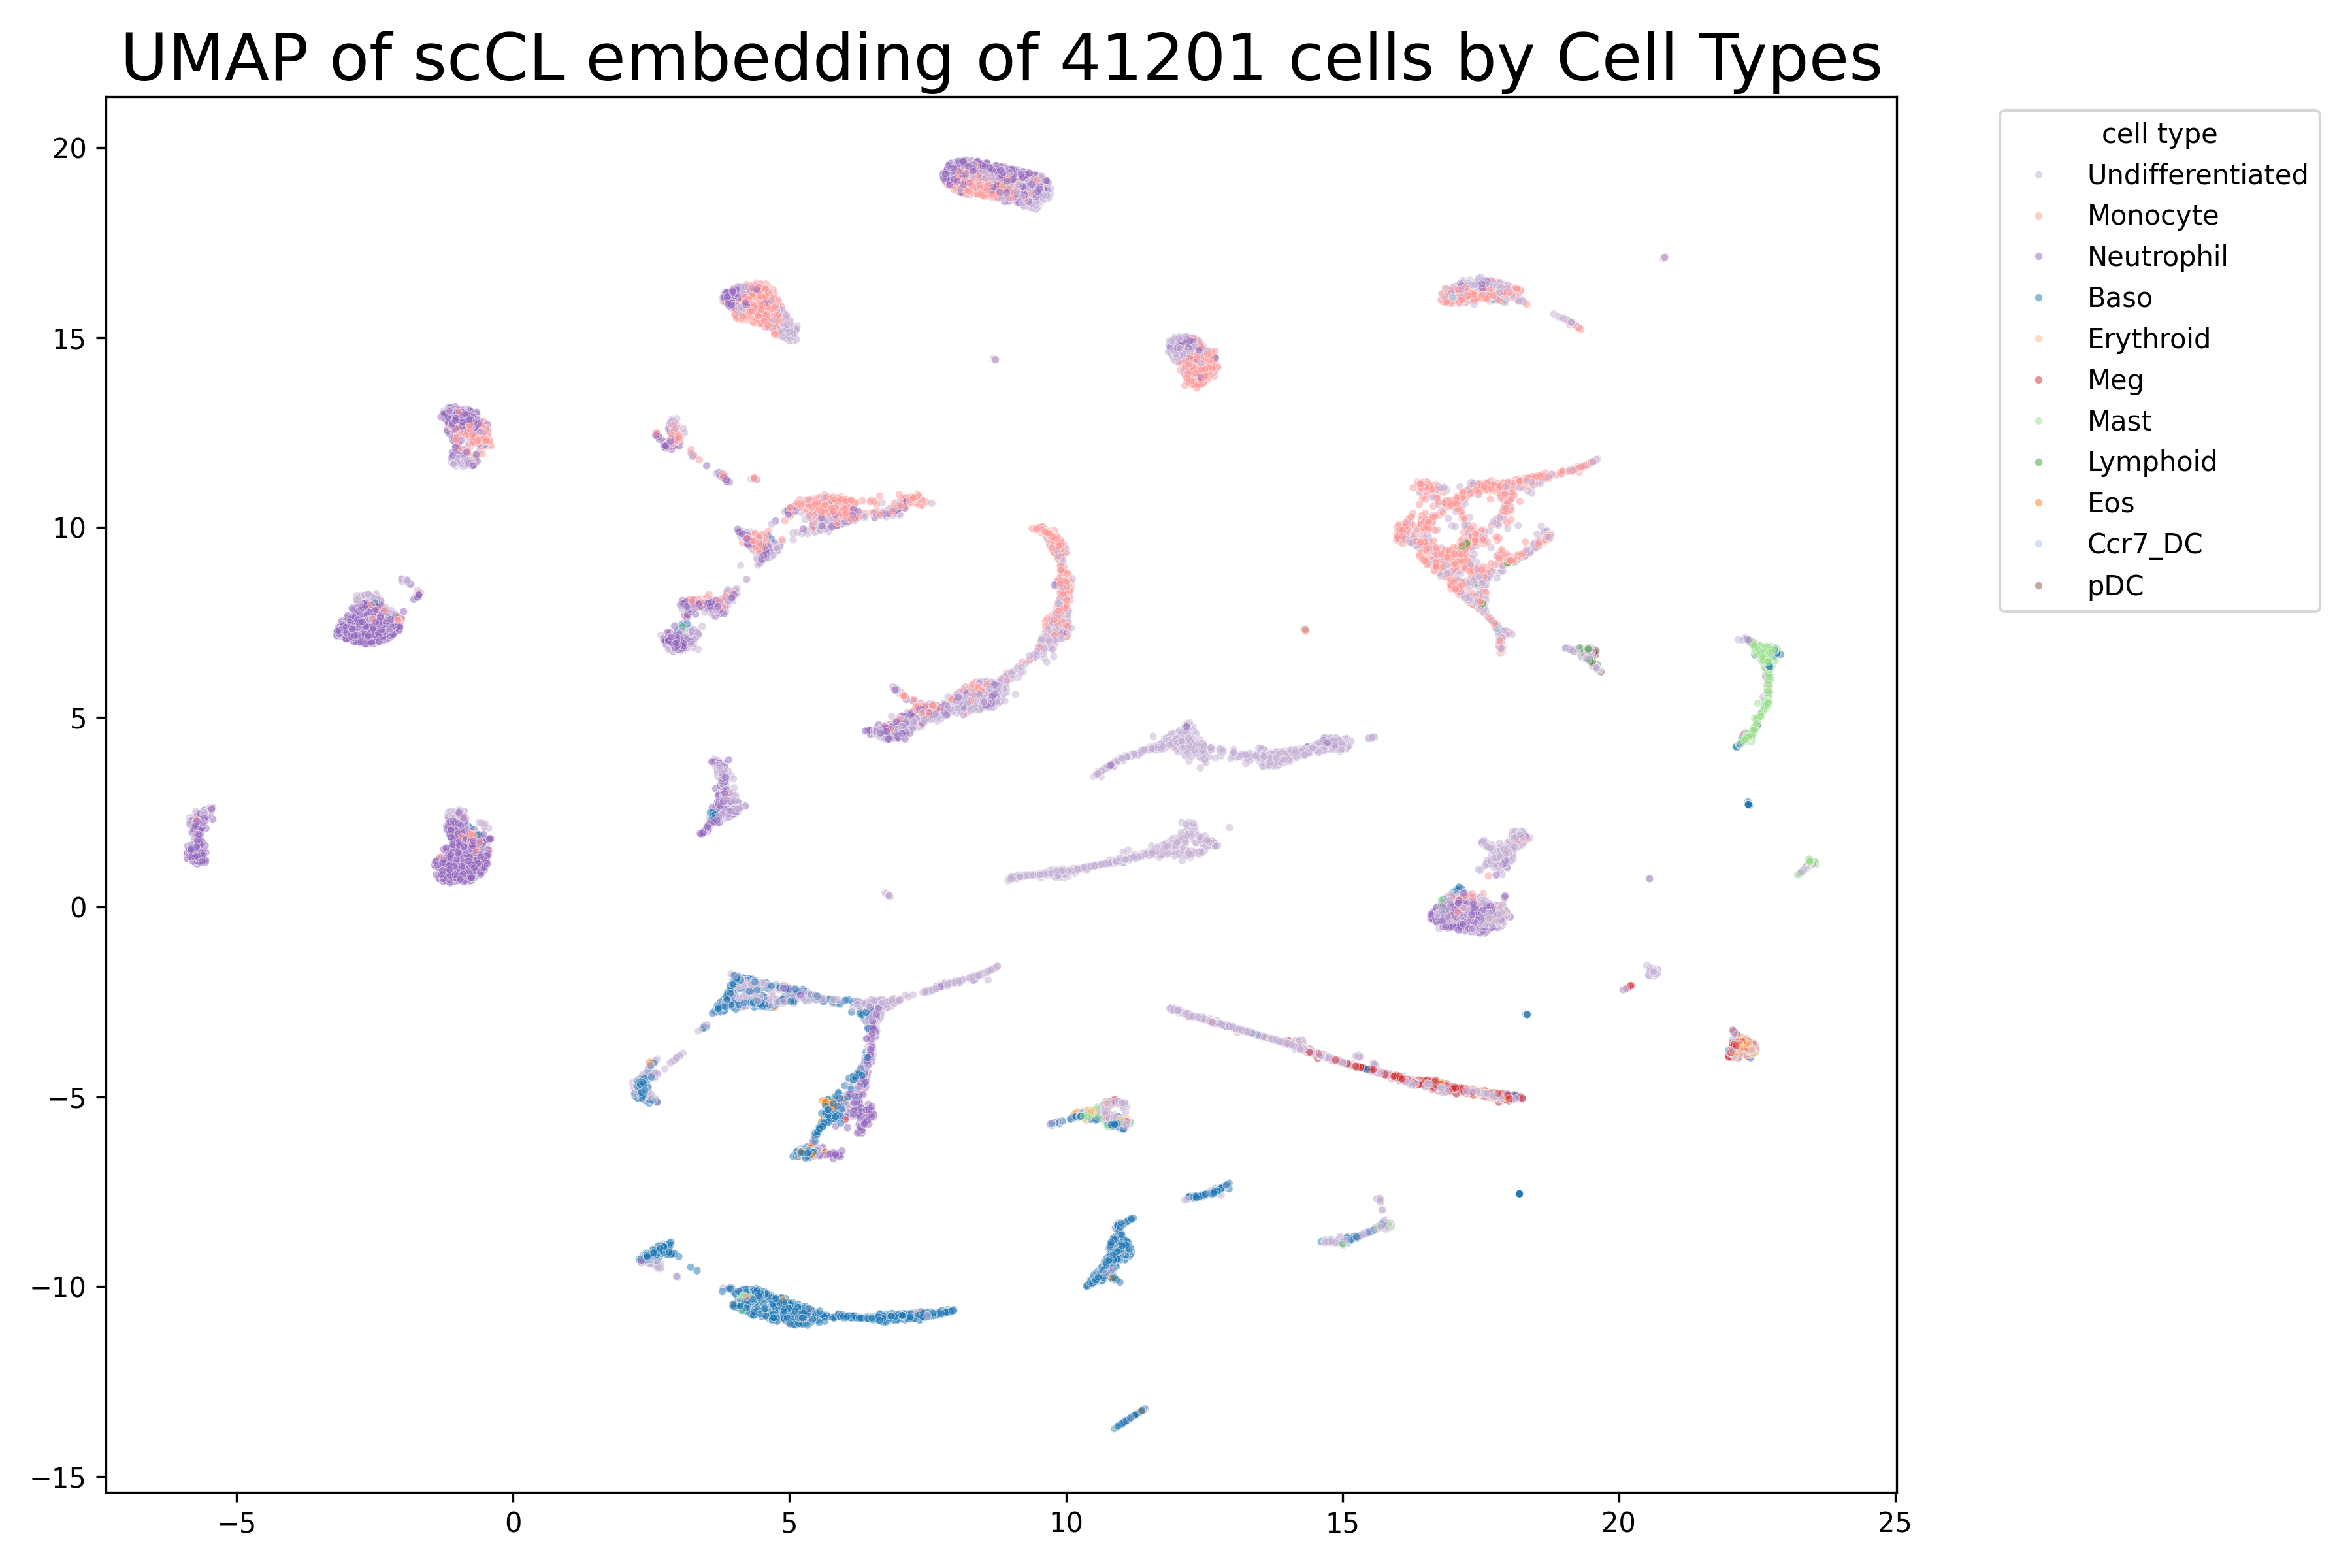 UMAP of scCL embedding of 41201 cells by Cell Types
20
15
10
5
0
−5
−10
−15
−5
0
5
10
15
20
25
cell type
Undifferentiated
Monocyte
Neutrophil
Baso
Erythroid
Meg
Mast
Lymphoid
Eos
Ccr7_DC
pDC